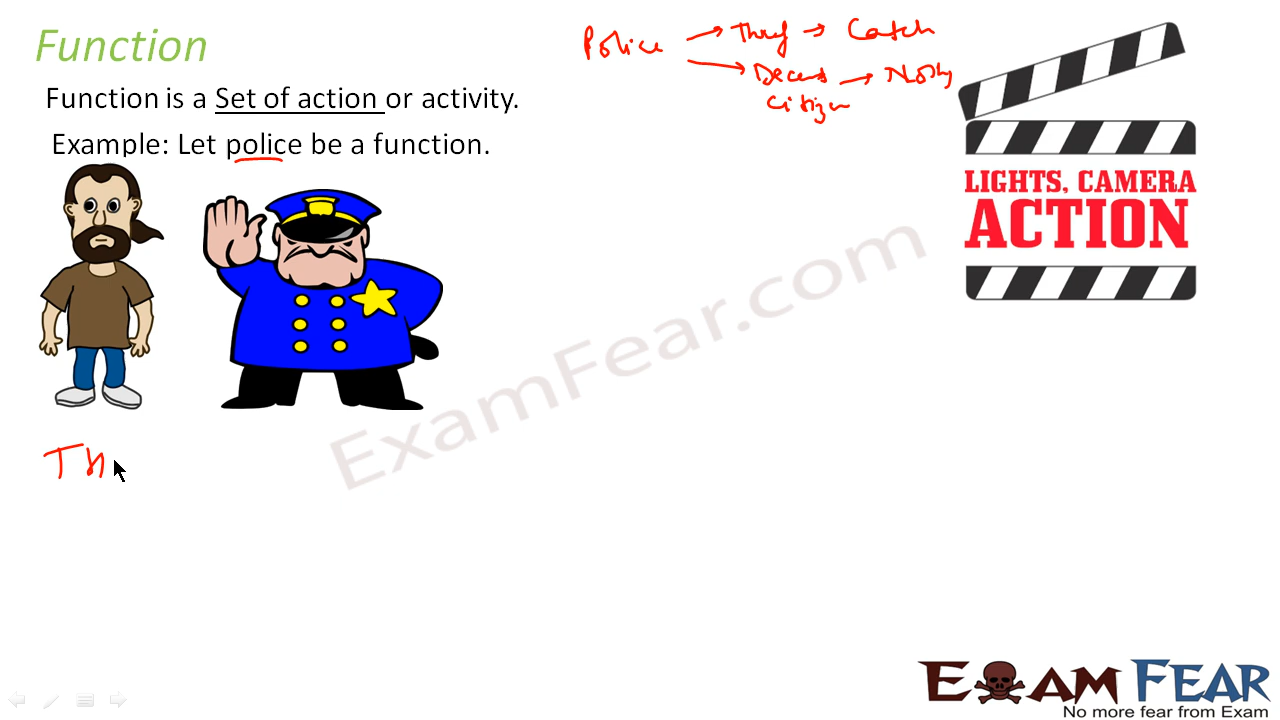 Function
Police → Thief → Catch
→ Decent → Nothing
citizen
Function is a Set of action or activity.
Example: Let police be a function.
LIGHTS, CAMERA
ACTION
ExamFear.com
Th
EXAM FEAR
No more fear from Exam